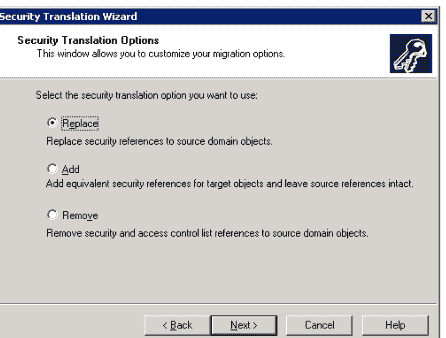 Security Translation Wizard
Security Translation Options
This window allows you to customize your migration options.
Select the security translation option you want to use:
Replace
Replace security references to source domain objects.
Add
Add equivalent security references for target objects and leave source references intact.
Remove
Remove security and access control list references to source domain objects.
< Back
Next >
Cancel
Help